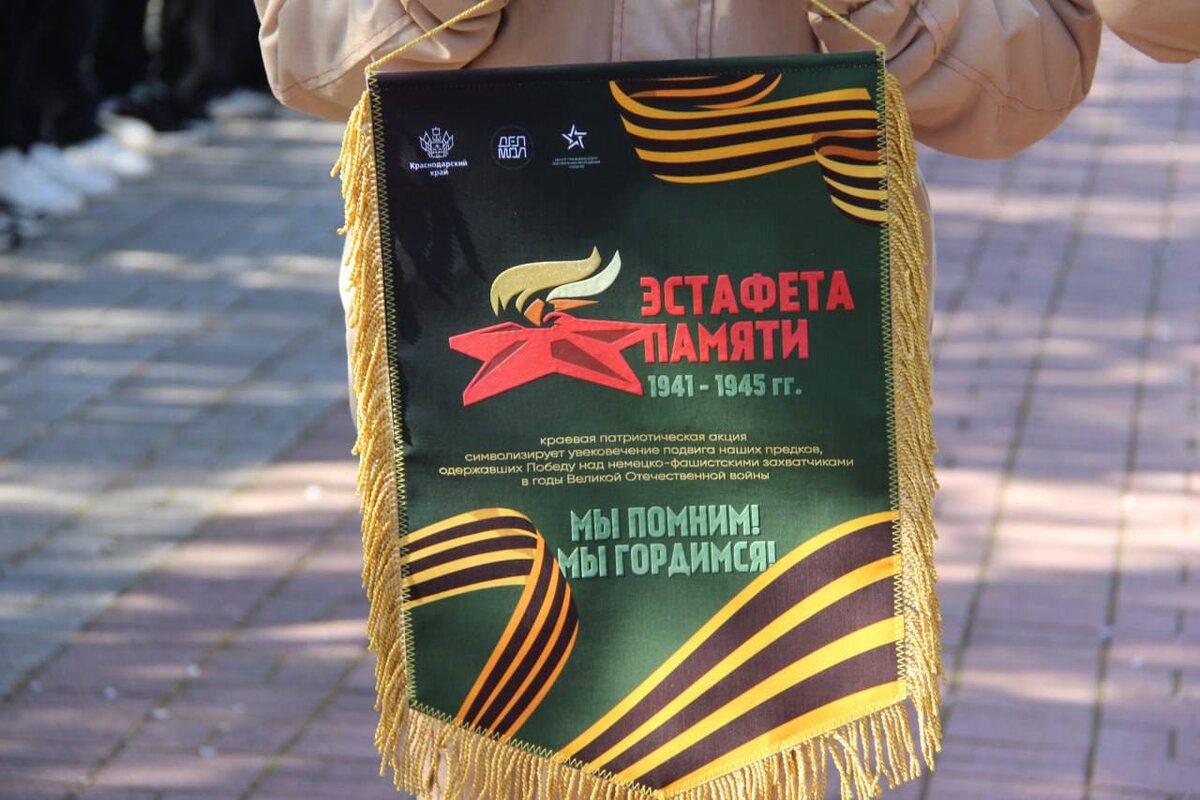 Краснодарский
край
ДЕП
МОЛ
ЭСТАФЕТА
ПАМЯТИ
1941 - 1945 гг.
краевая патриотическая акция
символизирует увековечение подвига наших предков,
одержавших Победу над немецко-фашистскими захватчиками
в годы Великой Отечественной войны
МЫ ПОМНИМ!
МЫ ГОРДИМСЯ!